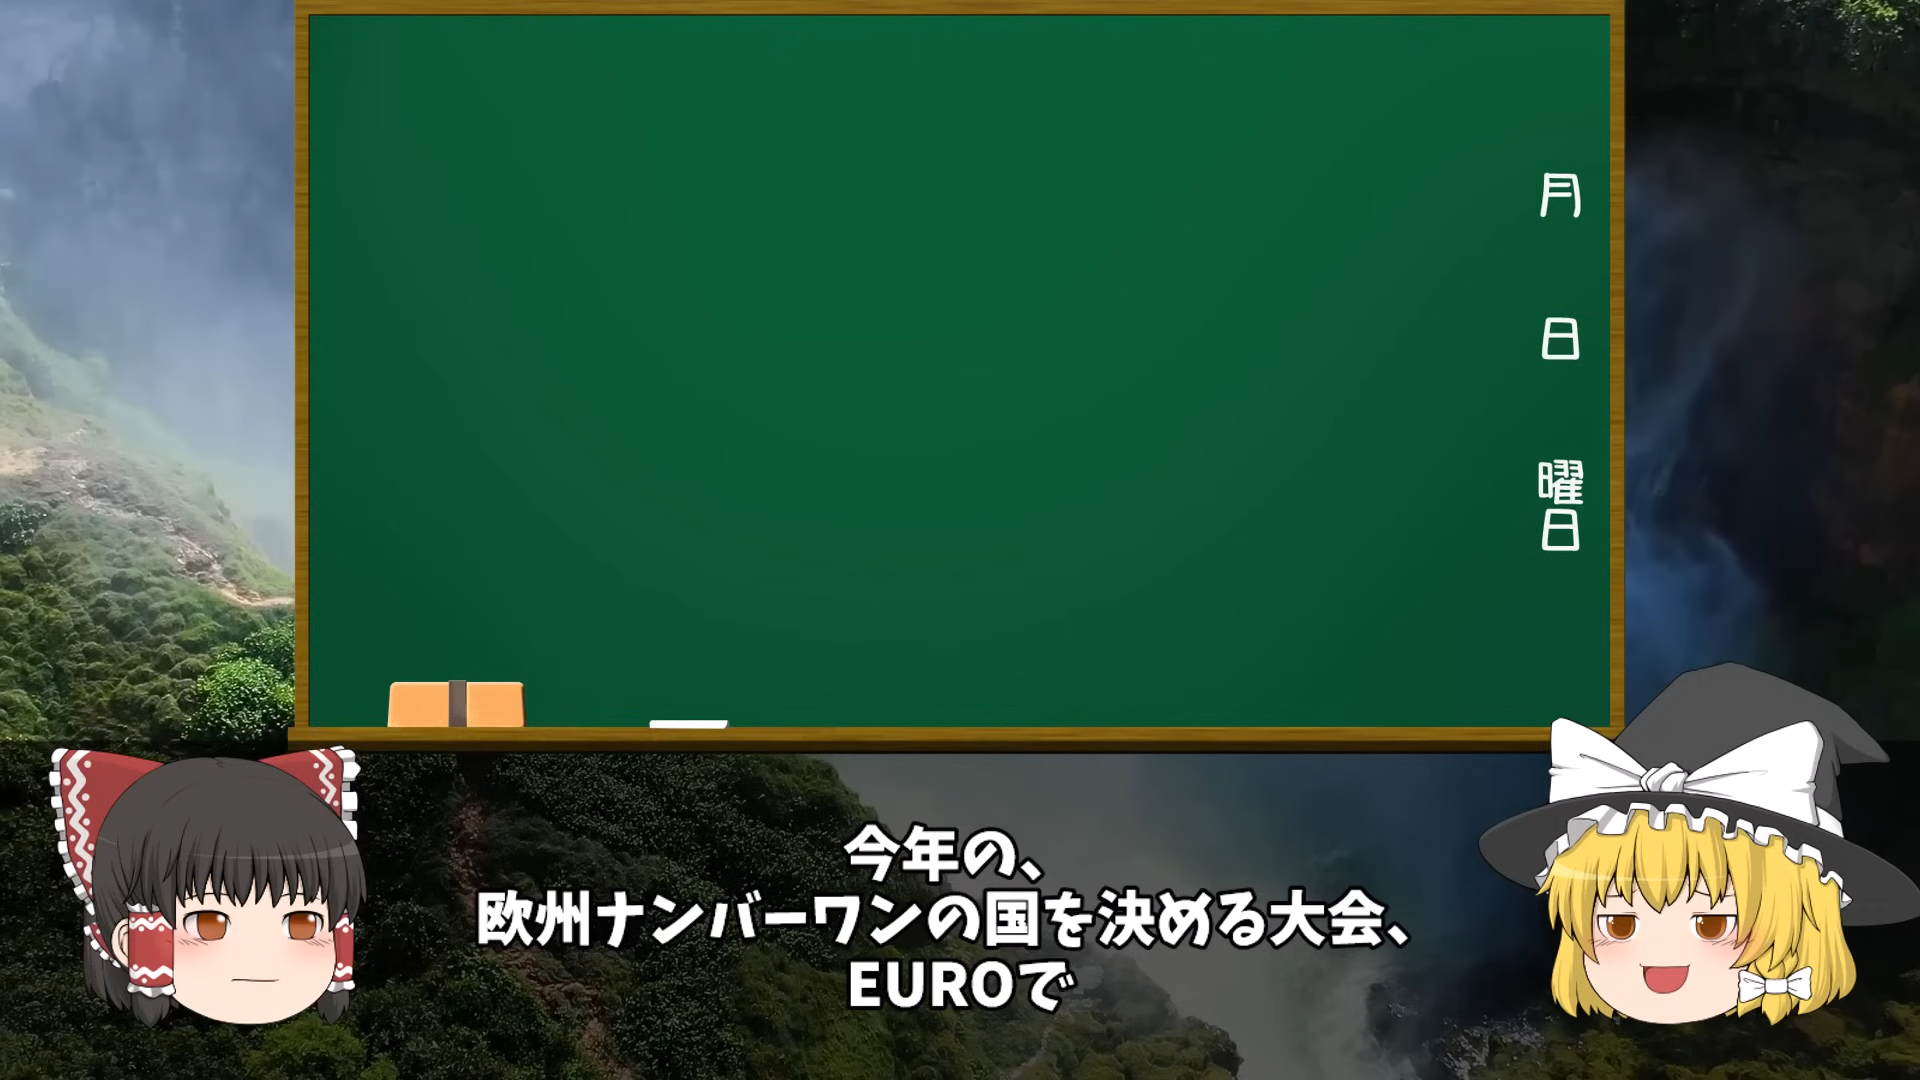 月
日
曜
日
今年の、
欧州ナンバーワンの国を決める大会、
EUROで